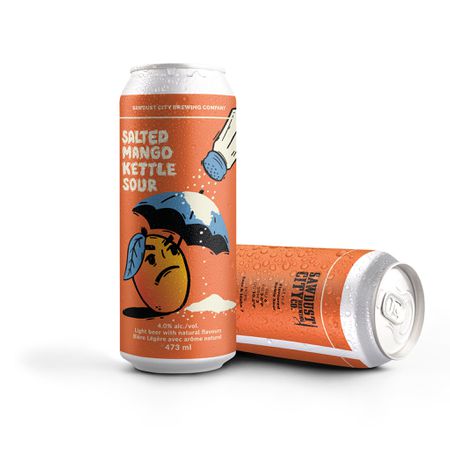 SAWDUST CITY BREWING COMPANY
SALTED
MANGO
KETTLE
SOUR
4.0% alc./vol.
Light beer with natural flavours
Bière Légère avec arôme naturel
473 ml
SAWDUST
CITY